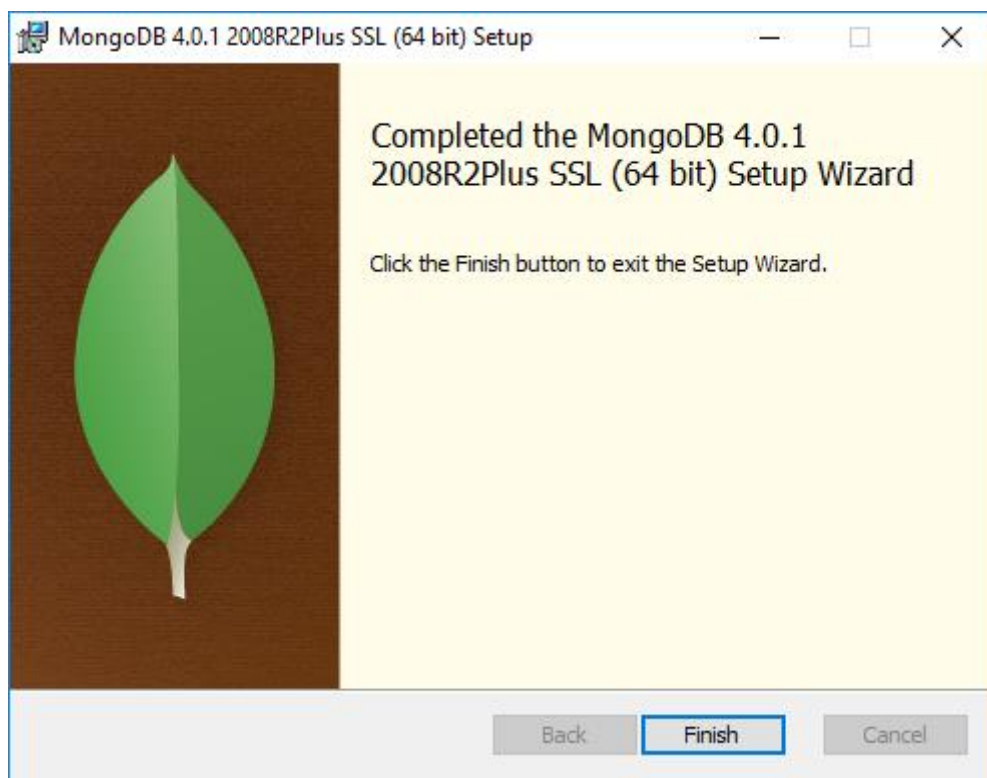 MongoDB 4.0.1 2008R2Plus SSL (64 bit) Setup
Completed the MongoDB 4.0.1
2008R2Plus SSL (64 bit) Setup Wizard
Click the Finish button to exit the Setup Wizard.
Back
Finish
Cancel